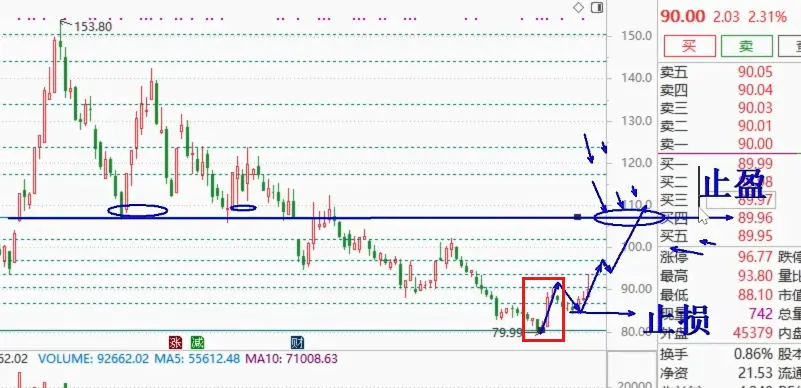 90.00 2.03 2.31%
153.80
150.0
买 卖
140.0
卖五 90.05
卖四 90.04
130.0
卖三 90.03
卖二 90.01
120.0
卖一 90.00
买一 89.99
110.0
买二
止盈
买三 89.97
买四 89.96
买五 89.95
100.0
涨停 96.77 跌停
最高 93.80 量比
90.00
最低 88.10 市值
742 总量
止损
79.99
80.00
外盘 45379 内盘
涨 减 财
换手 0.86% 股本
62.02 VOLUME: 92662.02 MA5: 55612.48 MA10: 71008.63
净资 21.53 流通
20000